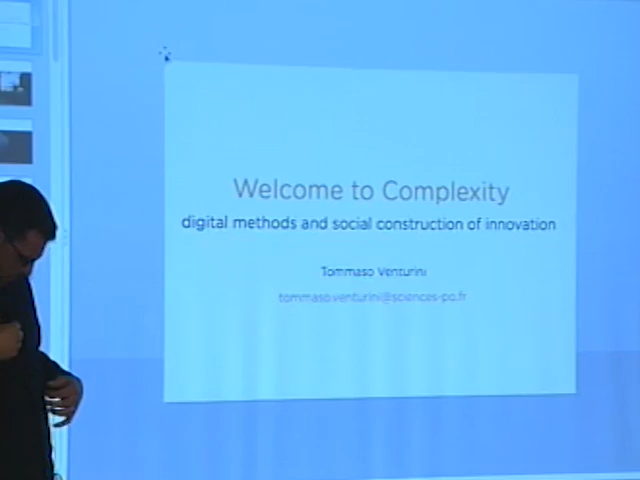 Welcome to Complexity
digital methods and social construction of innovation
Tommaso Venturini
tommaso.venturini@sciences-po.fr